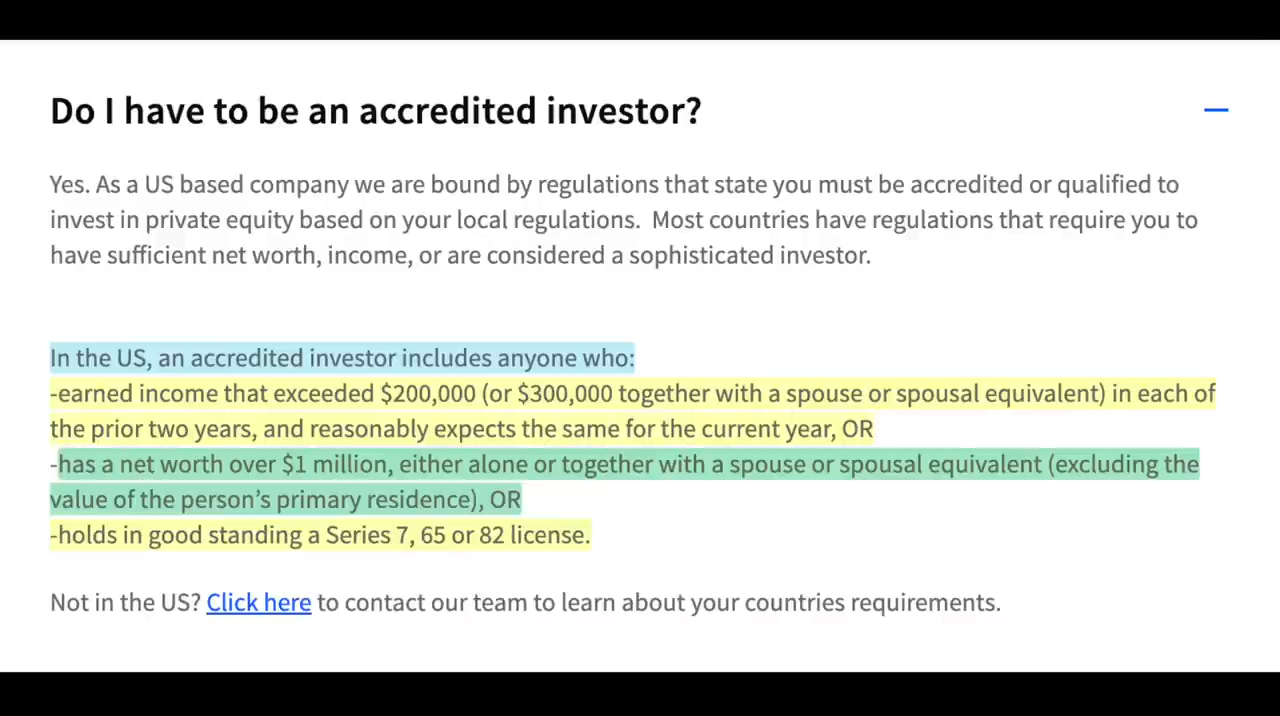 Do I have to be an accredited investor?
Yes. As a US based company we are bound by regulations that state you must be accredited or qualified to
invest in private equity based on your local regulations.  Most countries have regulations that require you to
have sufficient net worth, income, or are considered a sophisticated investor.
In the US, an accredited investor includes anyone who:
-earned income that exceeded $200,000 (or $300,000 together with a spouse or spousal equivalent) in each of
the prior two years, and reasonably expects the same for the current year, OR
-has a net worth over $1 million, either alone or together with a spouse or spousal equivalent (excluding the
value of the person’s primary residence), OR
-holds in good standing a Series 7, 65 or 82 license.
Not in the US? Click here to contact our team to learn about your countries requirements.